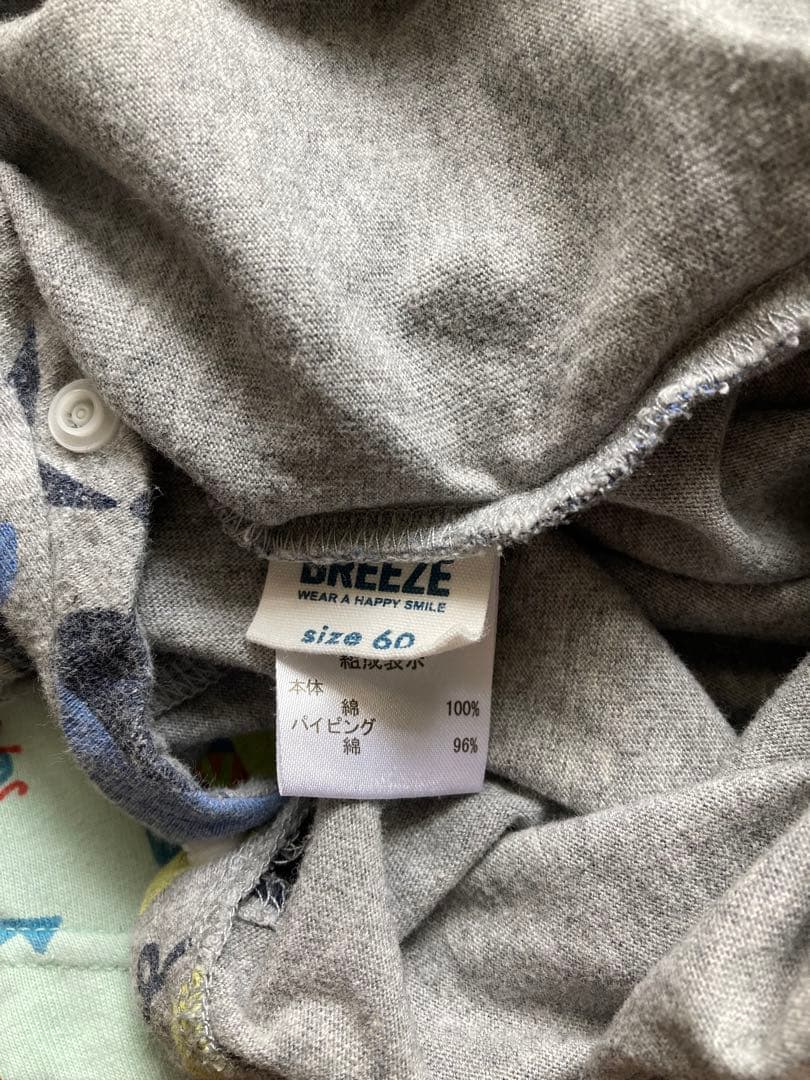 BREEZE
WEAR A HAPPY SMILE
size 60
組成表示
本体
綿 100%
パイピング
綿 96%